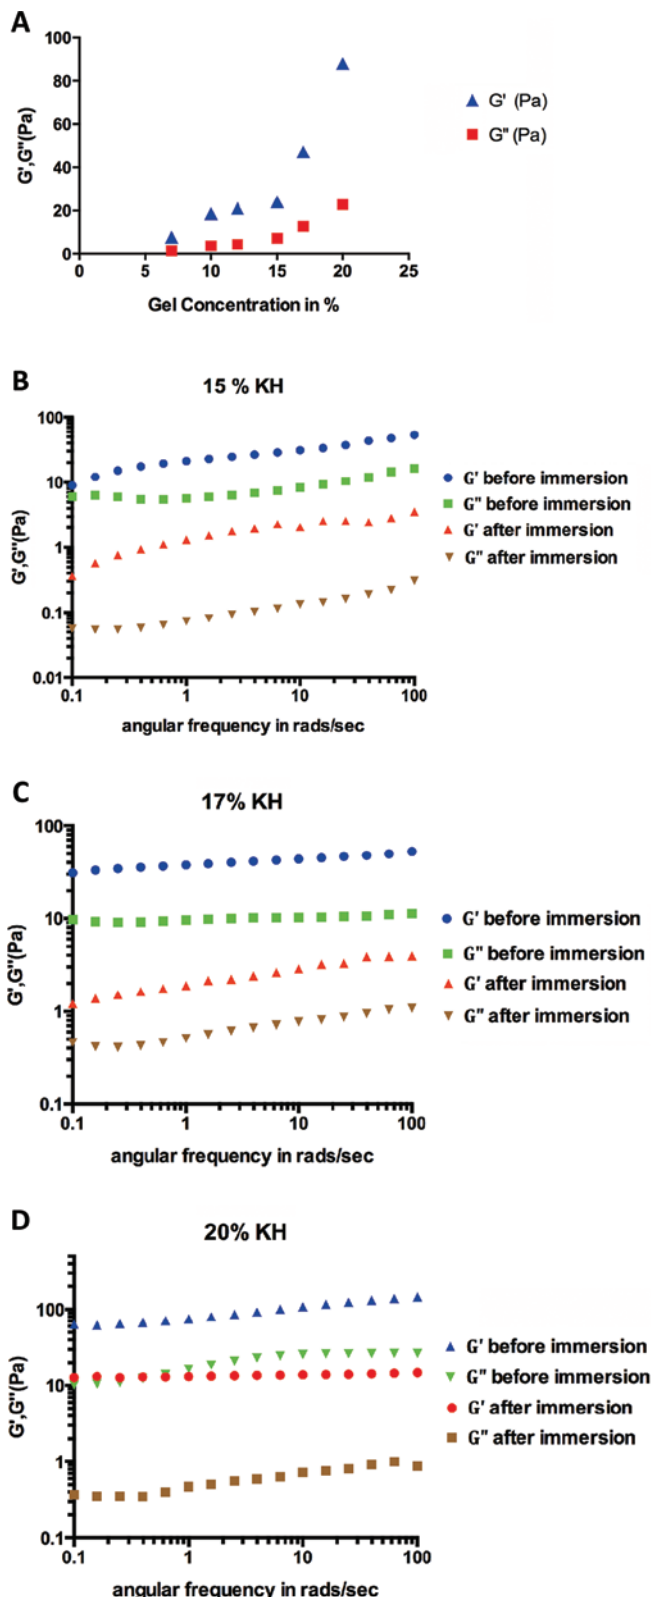 A
100
80
60
40
20
0
G',G''(Pa)
0 5 10 15 20 25
Gel Concentration in %
G' (Pa)
G'' (Pa)
B
15 % KH
100
10
1
0.1
0.01
G',G''(Pa)
0.1 1 10 100
angular frequency in rads/sec
G' before immersion
G'' before immersion
G' after immersion
G'' after immersion
C
17% KH
100
10
1
0.1
G',G''(Pa)
0.1 1 10 100
angular frequency in rads/sec
G' before immersion
G'' before immersion
G' after immersion
G'' after immersion
D
20% KH
100
10
1
0.1
G',G''(Pa)
0.1 1 10 100
angular frequency in rads/sec
G' before immersion
G'' before immersion
G' after immersion
G'' after immersion